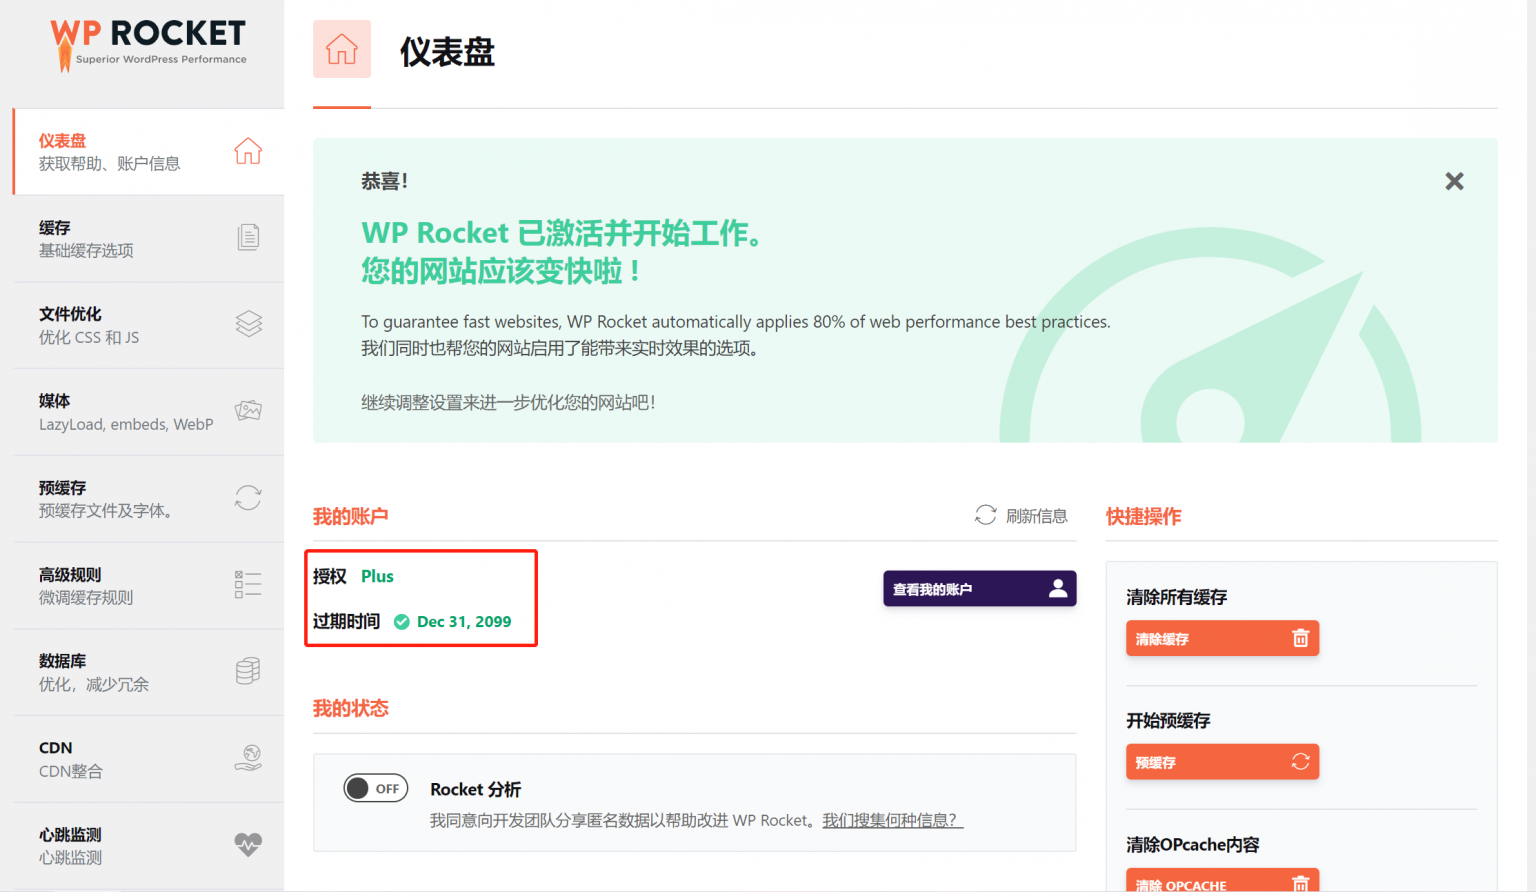 WP ROCKET
Superior WordPress Performance
仪表盘
获取帮助、账户信息
缓存
基础缓存选项
文件优化
优化 CSS 和 JS
媒体
LazyLoad, embeds, WebP
预缓存
预缓存文件及字体。
高级规则
微调缓存规则
数据库
优化，减少冗余
CDN
CDN整合
心跳监测
心跳监测
仪表盘
恭喜！
WP Rocket 已激活并开始工作。
您的网站应该变快啦！
To guarantee fast websites, WP Rocket automatically applies 80% of web performance best practices.
我们同时也帮您的网站启用了能带来实时效果的选项。
继续调整设置来进一步优化您的网站吧！
我的账户
刷新信息
授权 Plus
过期时间 Dec 31, 2099
查看我的账户
我的状态
OFF
Rocket 分析
我同意向开发团队分享匿名数据以帮助改进 WP Rocket。 我们搜集何种信息？
快捷操作
清除所有缓存
清除缓存
开始预缓存
预缓存
清除OPcache内容
清除 OPCACHE